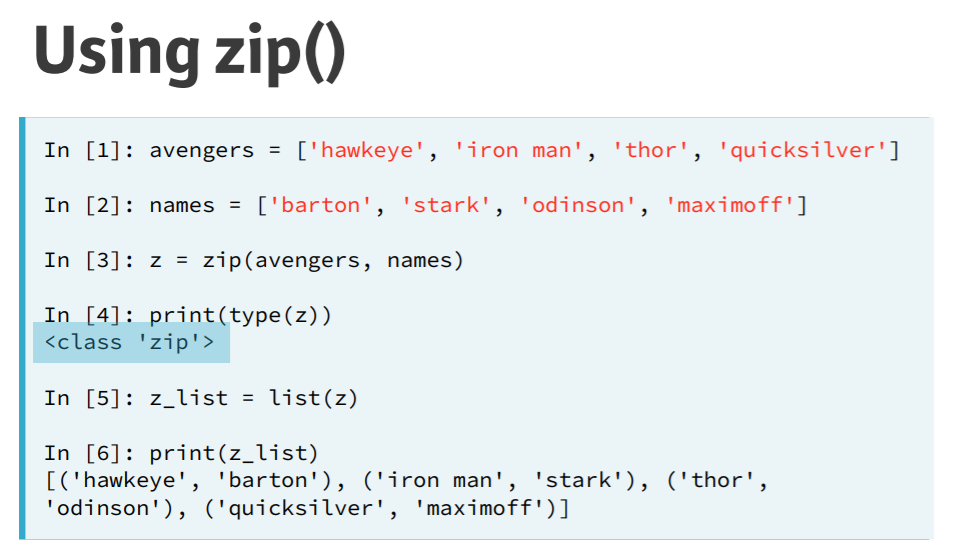 Using zip()
In [1]: avengers = ['hawkeye', 'iron man', 'thor', 'quicksilver']
In [2]: names = ['barton', 'stark', 'odinson', 'maximoff']
In [3]: z = zip(avengers, names)
In [4]: print(type(z))
<class 'zip'>
In [5]: z_list = list(z)
In [6]: print(z_list)
[('hawkeye', 'barton'), ('iron man', 'stark'), ('thor',
'odinson'), ('quicksilver', 'maximoff')]